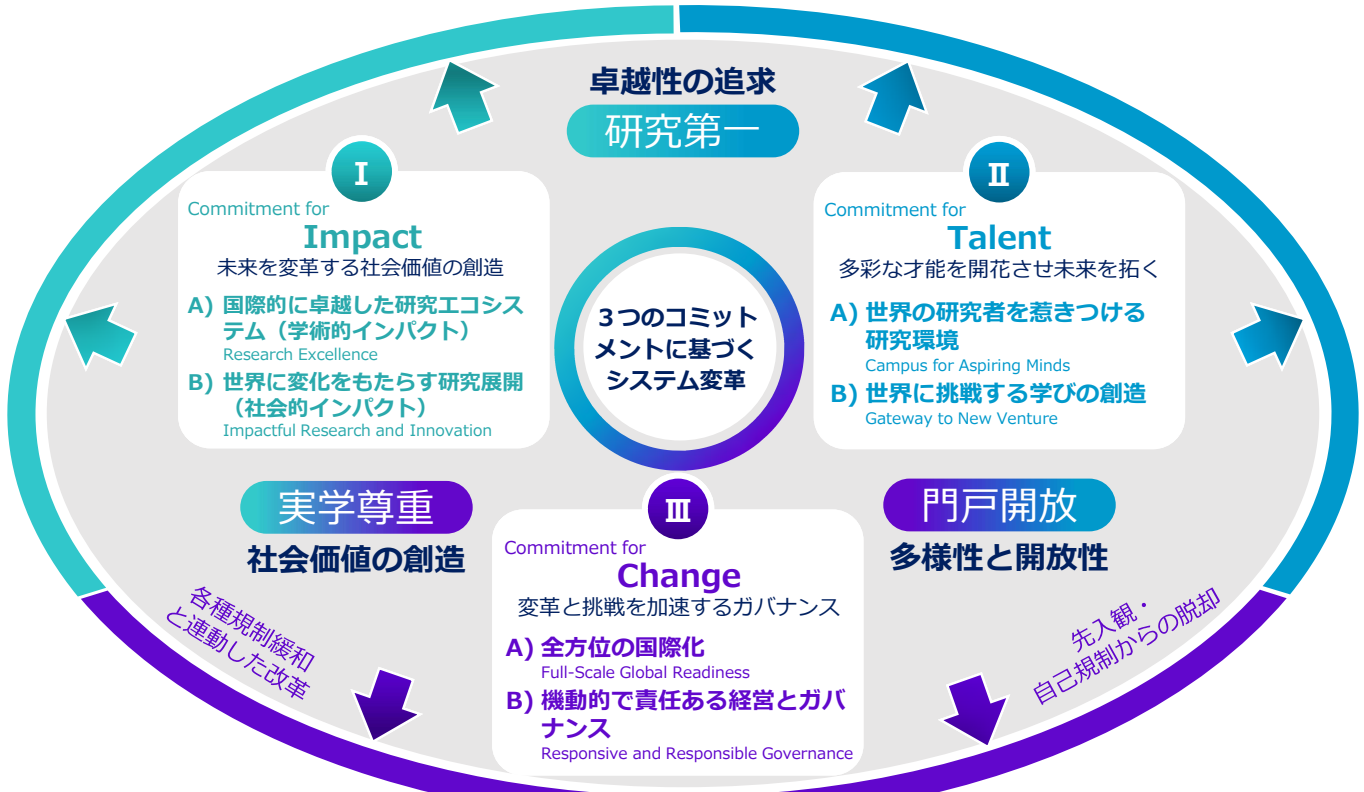 卓越性の追求
研究第一
I
Commitment for
Impact
未来を変革する社会価値の創造
A) 国際的に卓越した研究エコシス
テム（学術的インパクト）
Research Excellence
B) 世界に変化をもたらす研究展開
（社会的インパクト）
Impactful Research and Innovation
II
Commitment for
Talent
多彩な才能を開花させ未来を拓く
A) 世界の研究者を惹きつける
研究環境
Campus for Aspiring Minds
B) 世界に挑戦する学びの創造
Gateway to New Venture
３つのコミット
メントに基づく
システム変革
実学尊重
社会価値の創造
門戸開放
多様性と開放性
III
Commitment for
Change
変革と挑戦を加速するガバナンス
A) 全方位の国際化
Full-Scale Global Readiness
B) 機動的で責任ある経営とガバ
ナンス
Responsive and Responsible Governance
各種規制緩和
と連動した改革
先入観・
自己規制からの脱却